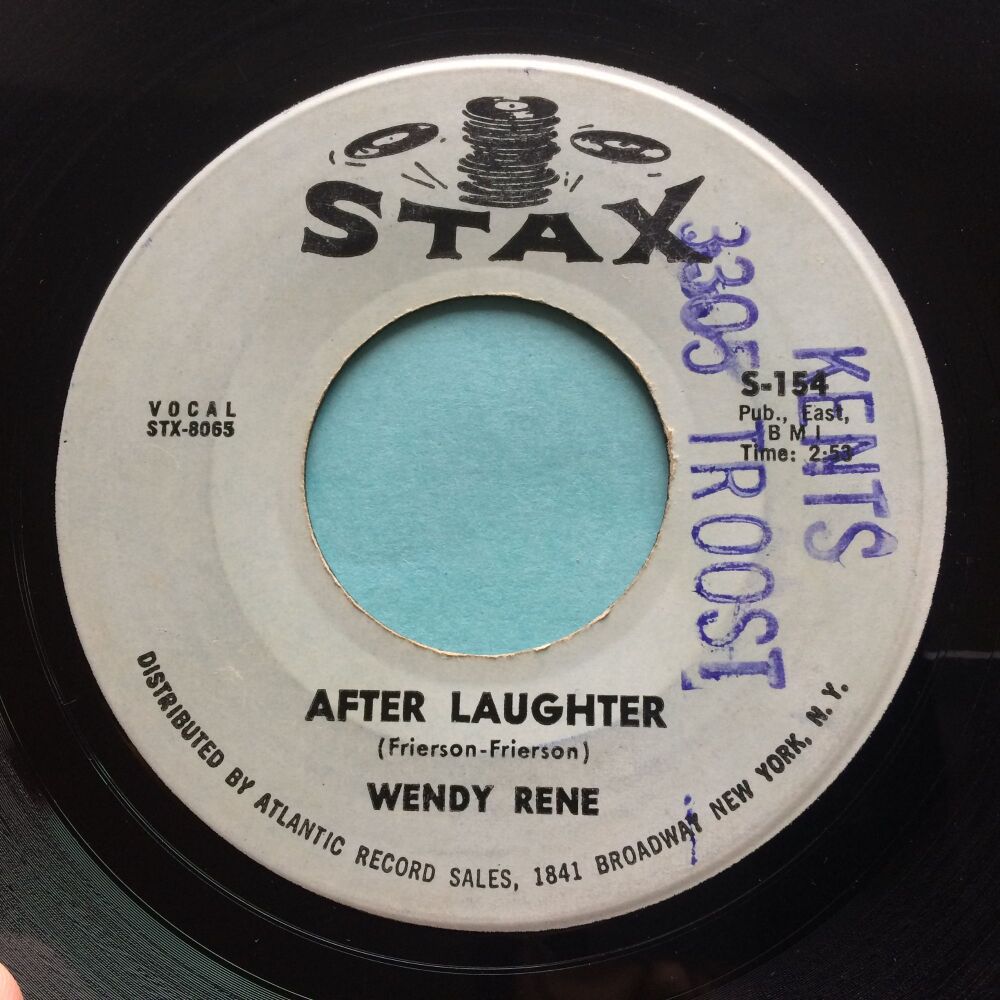 STAX
VOCAL
STX-8065
S-154
Pub., East,
BMI
Time: 2:53
KENTS
3305 TROOST
AFTER LAUGHTER
(Frierson-Frierson)
WENDY RENE
DISTRIBUTED BY ATLANTIC RECORD SALES, 1841 BROADWAY NEW YORK, N. Y.